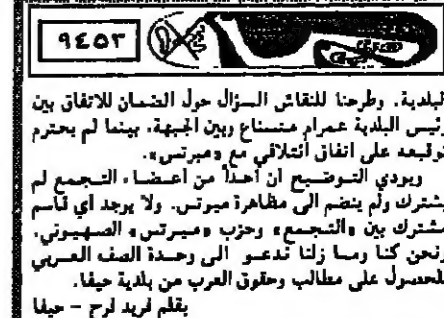 ٩٤٥٣
البلدية. وطرحنا للنقاش السؤال حول الضمان للاتفاق بين
رئيس البلدية عمرام متسناع وبين الجبهة، بينما لم يحترم
توقيعه على اتفاق ائتلافي مع «ميرتس».
وبودي التوضيح ان أحداً من اعضاء التجمع لم
يشترك ولم ينضم الى مظاهرة ميرتس. ولا يوجد اي قاسم
مشترك بين «التجمع» وحزب «ميرتس» الصهيوني.
ونحن كنا وما زلنا ندعو الى وحدة الصف العربي
للحصول على مطالب وحقوق العرب من بلدية حيفا.
بقلم فريد لرح - حيفا